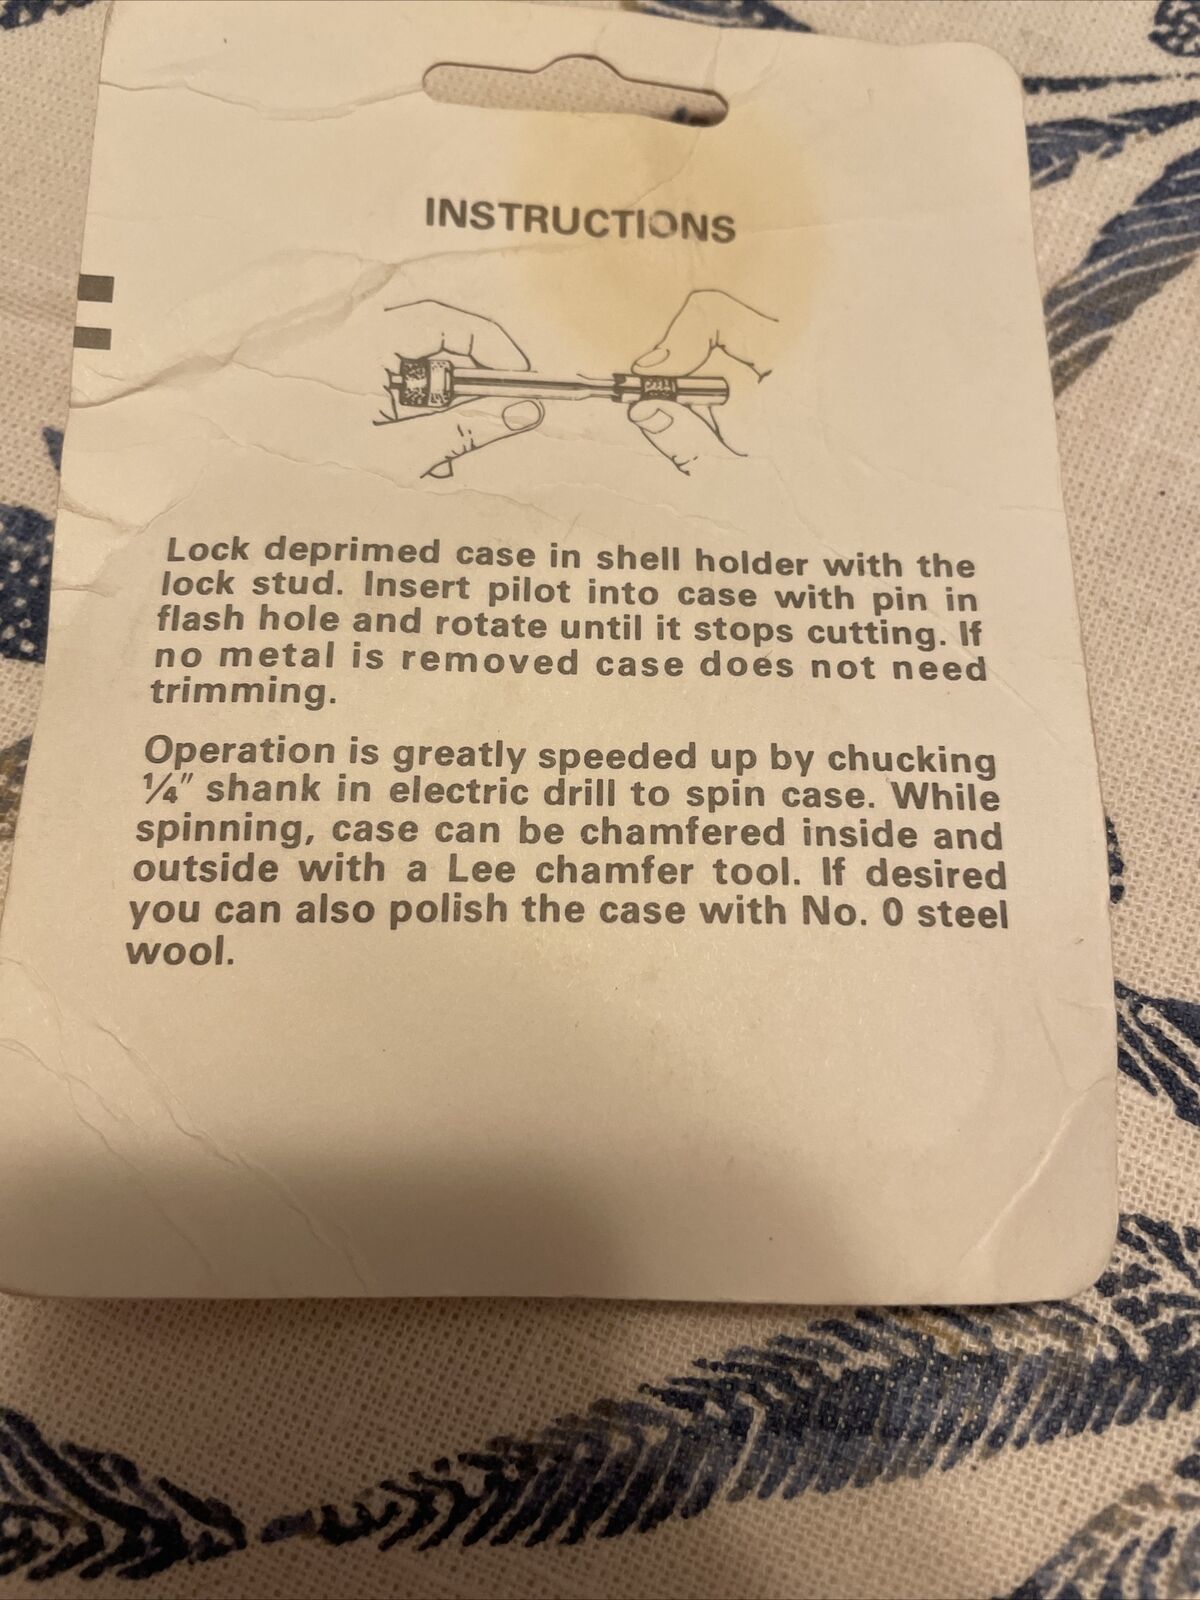 INSTRUCTIONS
Lock deprimed case in shell holder with the
lock stud. Insert pilot into case with pin in
flash hole and rotate until it stops cutting. If
no metal is removed case does not need
trimming.
Operation is greatly speeded up by chucking
¼" shank in electric drill to spin case. While
spinning, case can be chamfered inside and
outside with a Lee chamfer tool. If desired
you can also polish the case with No. 0 steel
wool.